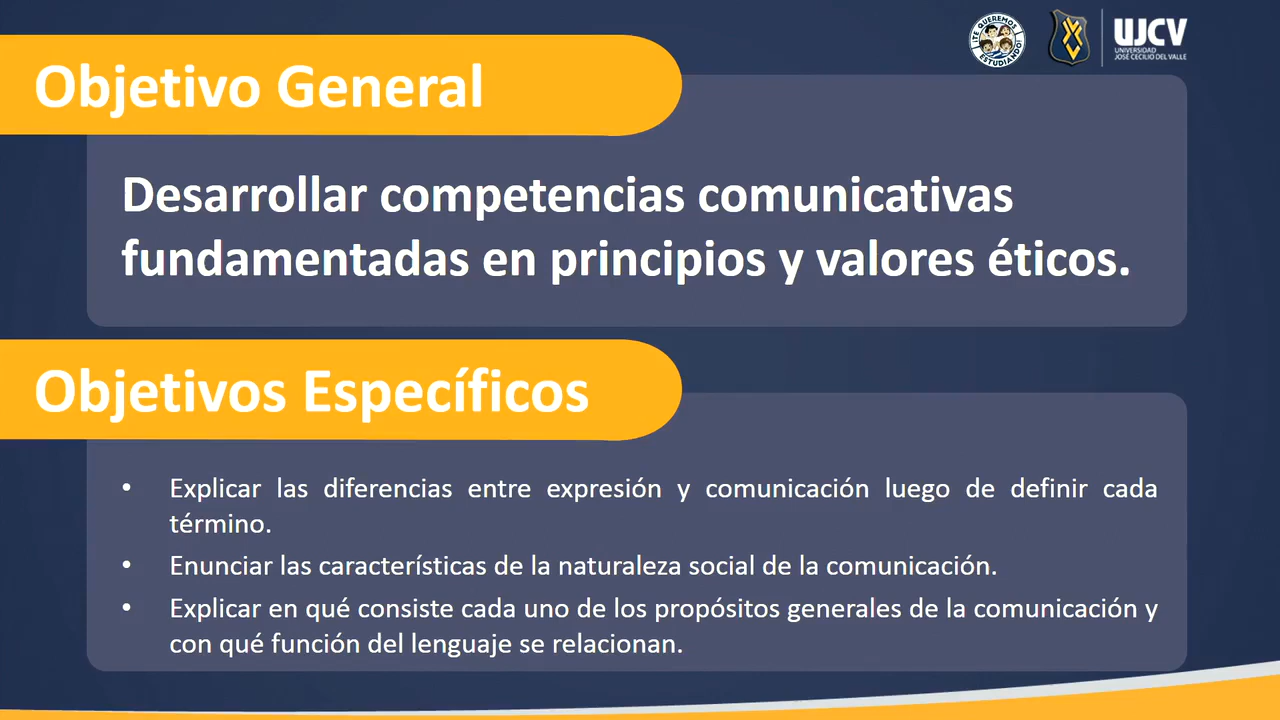 ¡TE QUEREMOS ESTUDIANDO!
UJCV
UNIVERSIDAD
JOSÉ CECILIO DEL VALLE
Objetivo General
Desarrollar competencias comunicativas
fundamentadas en principios y valores éticos.
Objetivos Específicos
• Explicar las diferencias entre expresión y comunicación luego de definir cada
término.
• Enunciar las características de la naturaleza social de la comunicación.
• Explicar en qué consiste cada uno de los propósitos generales de la comunicación y
con qué función del lenguaje se relacionan.